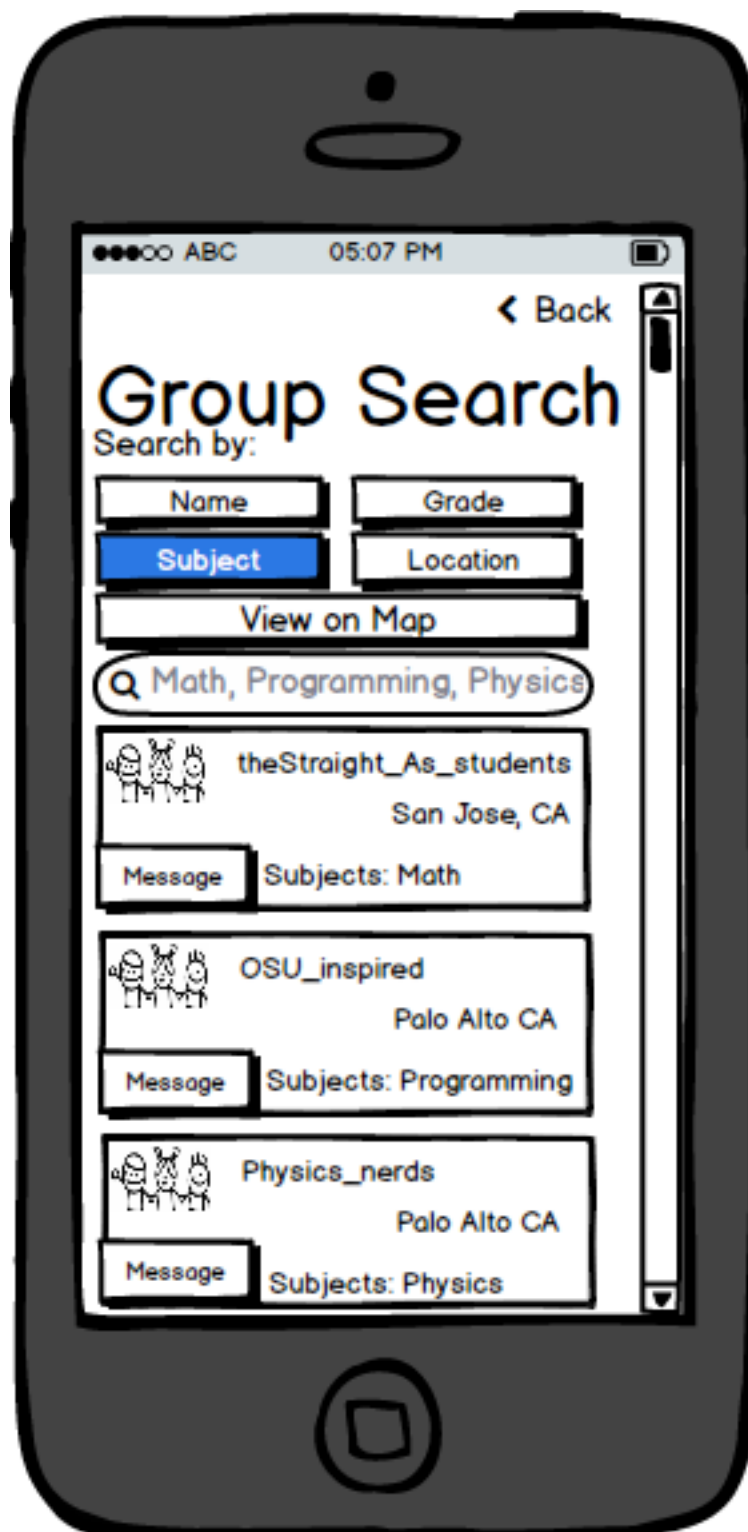 ABC 05:07 PM
Back
Group Search
Search by:
Name Grade
Subject Location
View on Map
Math, Programming, Physics
theStraight_As_students
San Jose, CA
Message Subjects: Math
OSU_inspired
Palo Alto CA
Message Subjects: Programming
Physics_nerds
Palo Alto CA
Message Subjects: Physics